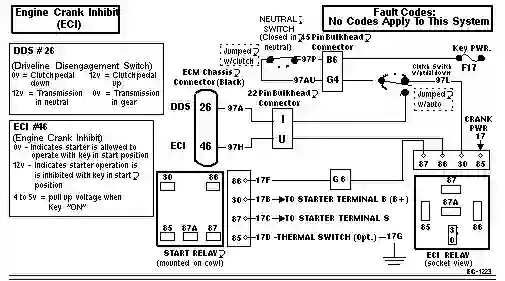 Engine Crank Inhibit
(ECI)
Fault Codes:
No Codes Apply To This System
DDS # 26
(Driveline Disengagement Switch)
0v = Clutch pedal down
12v = Clutch pedal up
12v = Transmission in neutral
0v = Transmission in gear
ECI #46
(Engine Crank Inhibit)
0v - Indicates starter is allowed to
operate with key in start position
12v - Indicates starter operation is
is inhibited with key in start
position
4 to 5v = pull up voltage when
Key "ON"
NEUTRAL
SWITCH
(Closed in
neutral)
45 Pin Bulkhead
Connector
Jumped
w/clutch
97P
B6
97AU
G4
Key PWR.
F17
Clutch Switch
w/pedal down
97L
Jumped
w/auto
ECM Chassis
Connector (Black)
22 Pin Bulkhead
Connector
DDS
26
97A
I
U
ECI
46
97H
CRANK
PWR
17
87 86 30 85
30 86
85 87A 87
START RELAY
(mounted on cowl)
86
17F
G 6
30
17B
TO STARTER TERMINAL B (B+)
87
17C
TO STARTER TERMINAL S
85
17D
THERMAL SWITCH (Opt.)
17G
87
85 87A 86
30
ECI RELAY
(socket view)
EC-1223